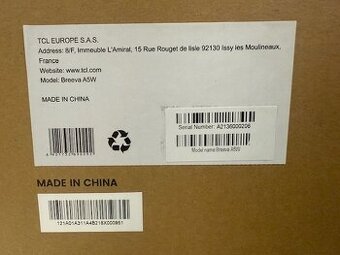 TCL EUROPE S.A.S.
Address: 8/F, Immeuble L'Amiral, 15 Rue Rouget de lisle 92130 Issy les Moulineaux,
France
Website: www.tcl.com
Model: Breeva A5W
MADE IN CHINA
Serial Number: A2136000206
Model name:Breeva A5W
MADE IN CHINA